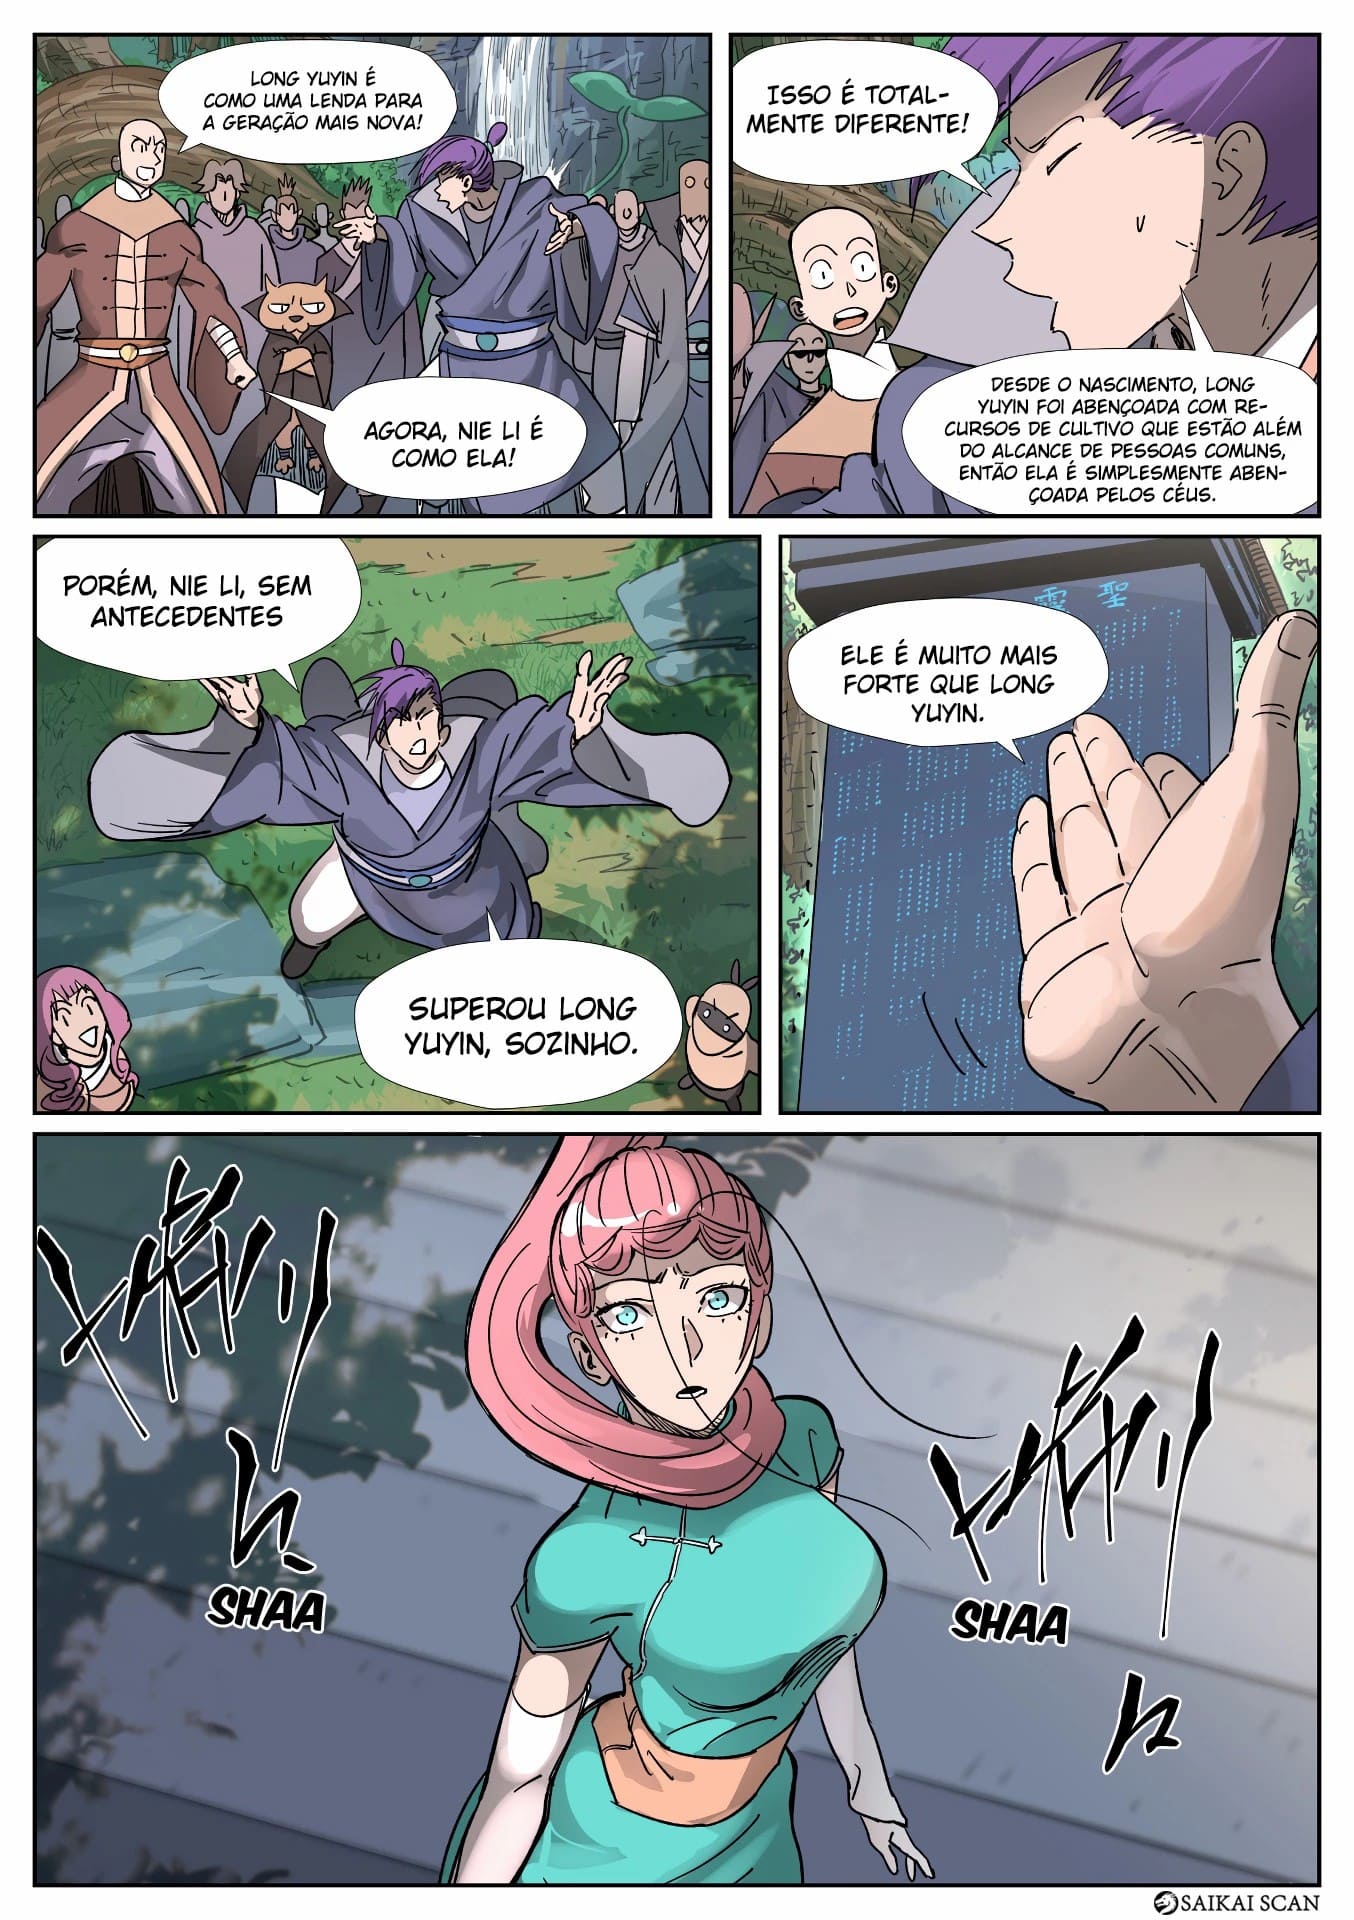 LONG YUYIN É
COMO UMA LENDA PARA
A GERAÇÃO MAIS NOVA!
AGORA, NIE LI É
COMO ELA!
ISSO É TOTAL-
MENTE DIFERENTE!
DESDE O NASCIMENTO, LONG
YUYIN FOI ABENÇOADA COM RE-
CURSOS DE CULTIVO QUE ESTÃO ALÉM
DO ALCANCE DE PESSOAS COMUNS,
ENTÃO ELA É SIMPLESMENTE ABEN-
ÇOADA PELOS CÉUS.
PORÉM, NIE LI, SEM
ANTECEDENTES
SUPEROU LONG
YUYIN, SOZINHO.
靈聖
ELE É MUITO MAIS
FORTE QUE LONG
YUYIN.
SHAA
SHAA
SAIKAI SCAN